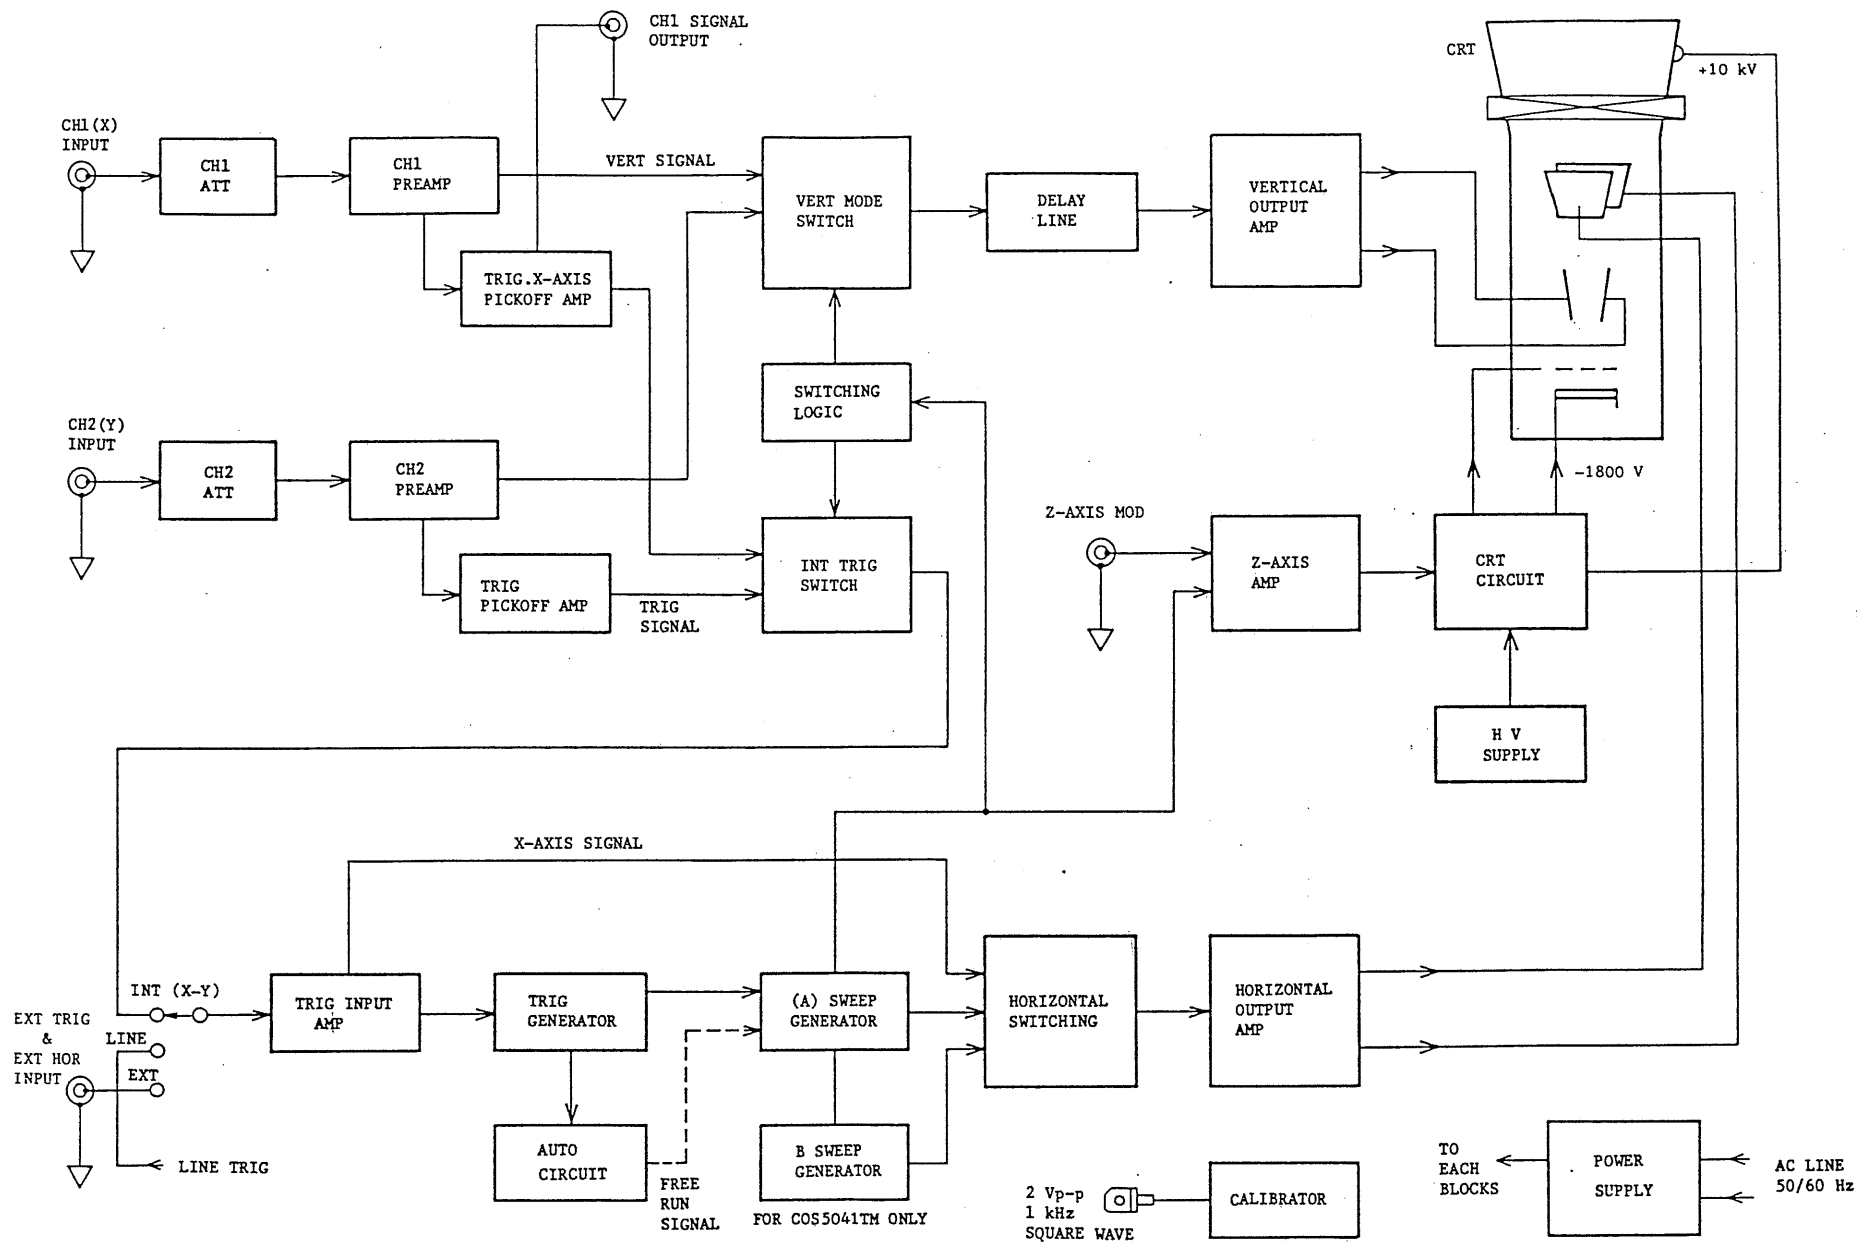 CH1 SIGNAL
OUTPUT
CRT
+10 kV
CH1(X)
INPUT
CH1
ATT
CH1
PREAMP
VERT SIGNAL
VERT MODE
SWITCH
DELAY
LINE
VERTICAL
OUTPUT
AMP
TRIG.X-AXIS
PICKOFF AMP
SWITCHING
LOGIC
CH2(Y)
INPUT
CH2
ATT
CH2
PREAMP
-1800 V
Z-AXIS MOD
INT TRIG
SWITCH
Z-AXIS
AMP
CRT
CIRCUIT
TRIG
PICKOFF AMP
TRIG
SIGNAL
H V
SUPPLY
X-AXIS SIGNAL
INT (X-Y)
EXT TRIG
&
EXT HOR
INPUT
LINE
EXT
LINE TRIG
TRIG INPUT
AMP
TRIG
GENERATOR
(A) SWEEP
GENERATOR
HORIZONTAL
SWITCHING
HORIZONTAL
OUTPUT
AMP
AUTO
CIRCUIT
FREE
RUN
SIGNAL
B SWEEP
GENERATOR
FOR COS5041TM ONLY
2 Vp-p
1 kHz
SQUARE WAVE
CALIBRATOR
TO
EACH
BLOCKS
POWER
SUPPLY
AC LINE
50/60 Hz